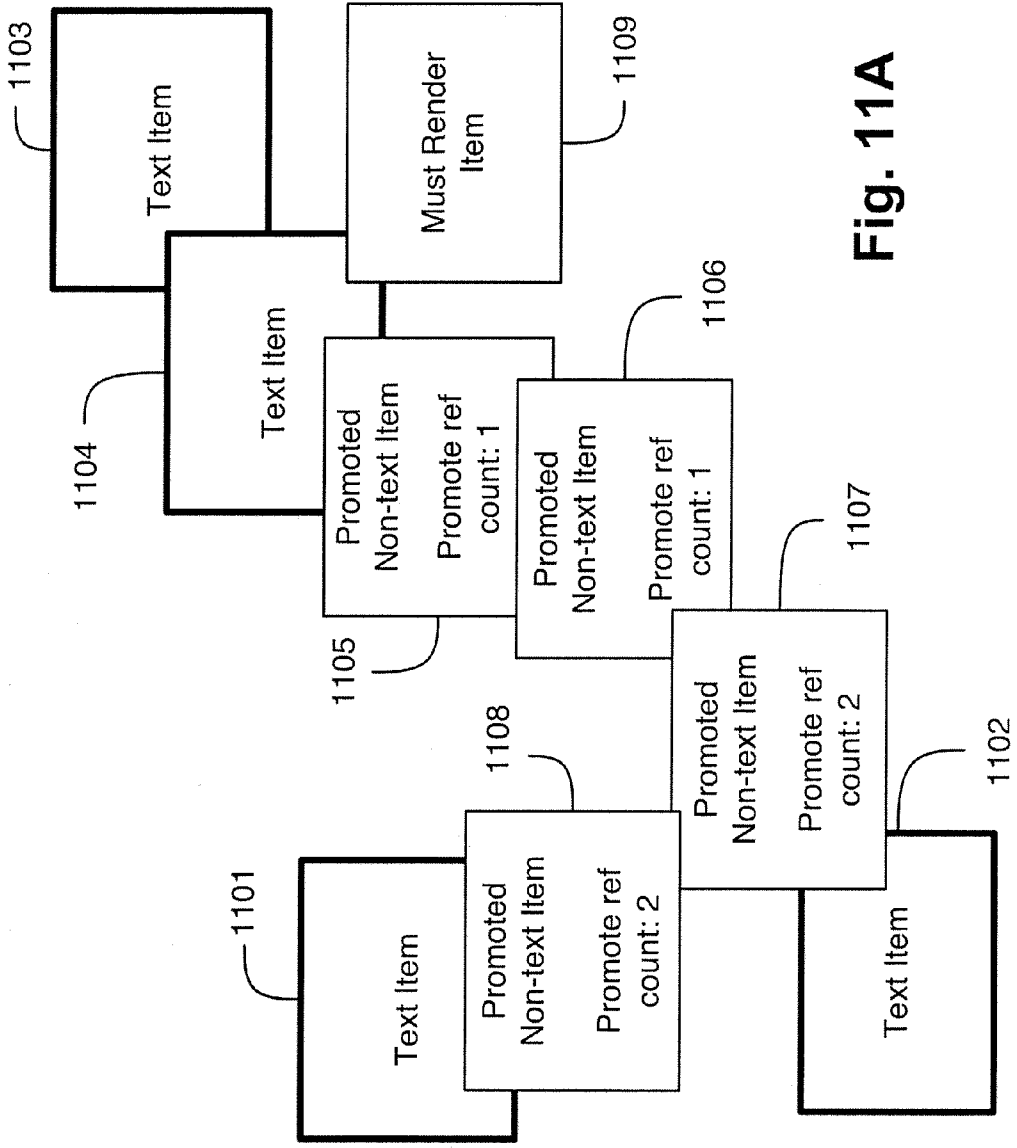 1103
Text Item
1104
Text Item
Must Render
Item
1109
1101
Text Item
1105
Promoted
Non-text Item
Promote ref
count: 1
1108
Promoted
Non-text Item
Promote ref
count: 2
Promoted
Non-text Item
Promote ref
count: 1
1106
Promoted
Non-text Item
Promote ref
count: 2
1107
Text Item
1102
Fig. 11A